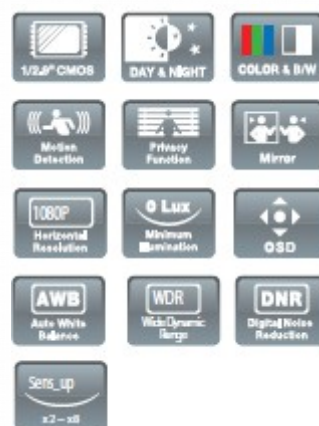 1/2.9" CMOS
DAY & NIGHT
COLOR & B/W
Motion
Detection
Privacy
Function
Mirror
1080P
Horizontal
Resolution
0 Lux
Minimum
Illumination
OSD
AWB
Auto White
Balance
WDR
Wide Dynamic
Range
DNR
Digital Noise
Reduction
Sens_up
x2~x8